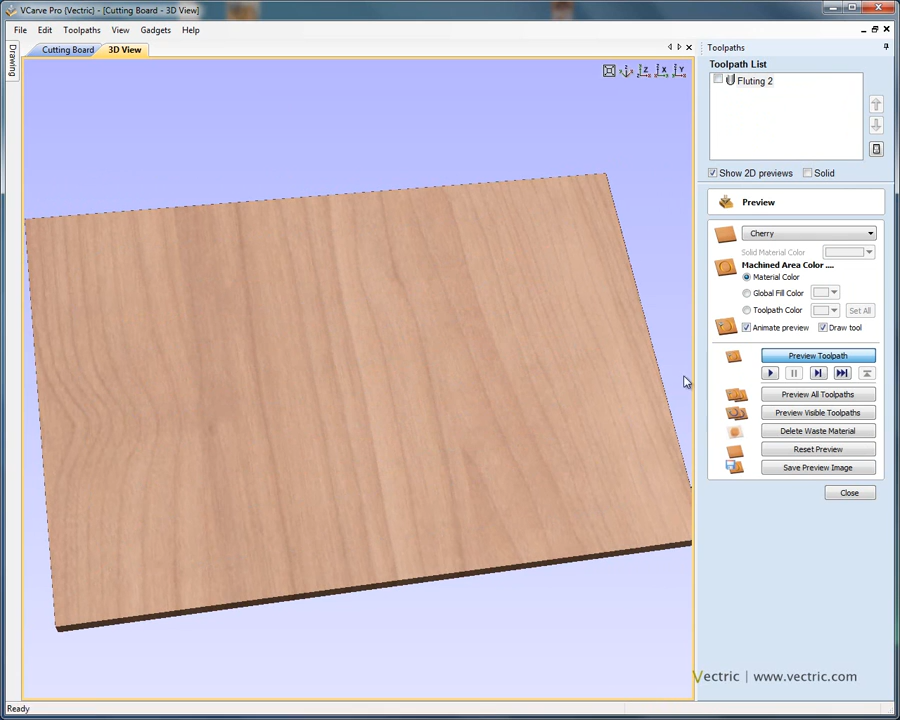 VCarve Pro (Vectric) - [Cutting Board - 3D View]
File Edit Toolpaths View Gadgets Help
Drawing
Cutting Board 3D View
Z X Y
Toolpaths
Toolpath List
Fluting 2
Show 2D previews Solid
Preview
Cherry
Solid Material Color
Machined Area Color ....
Material Color
Global Fill Color
Toolpath Color Set All
Animate preview Draw tool
Preview Toolpath
Preview All Toolpaths
Preview Visible Toolpaths
Delete Waste Material
Reset Preview
Save Preview Image
Close
Vectric | www.vectric.com
Ready